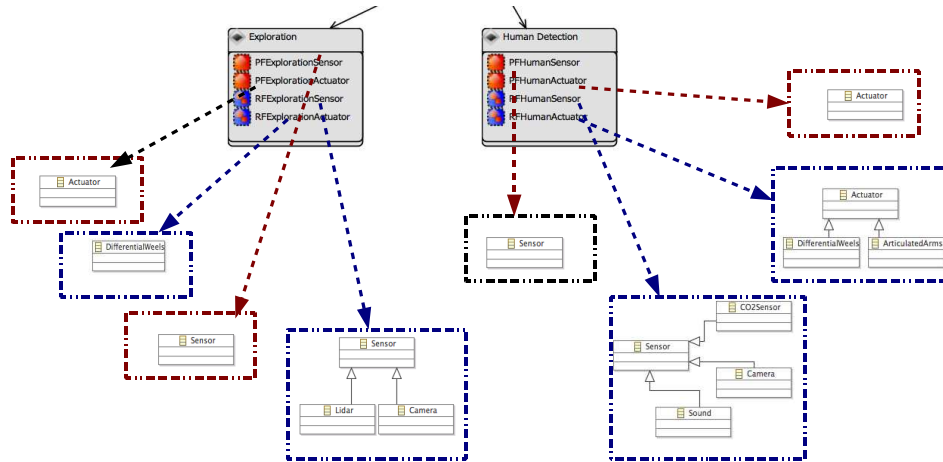 Exploration
PFExplorationSensor
PFExplorationActuator
RFExplorationSensor
RFExplorationActuator
Human Detection
PFHumanSensor
PFHumanActuator
RFHumanSensor
RFHumanActuator
Actuator
Actuator
DifferentialWeels
Sensor
Sensor
Lidar
Camera
Sensor
Actuator
DifferentialWeels
ArticulatedArms
CO2Sensor
Sensor
Camera
Sound